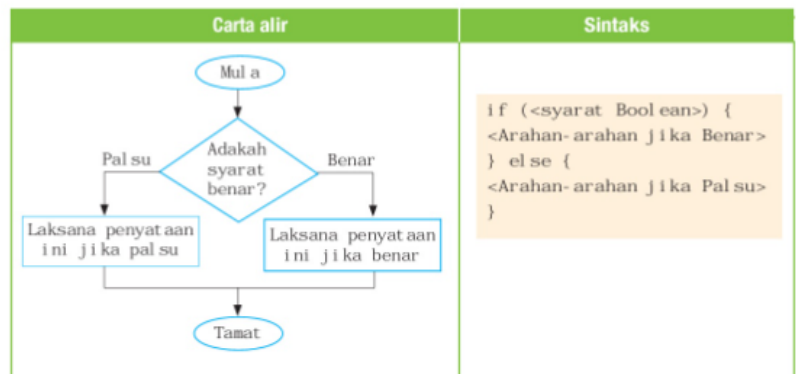 Carta alir
Sintaks
Mula
Adakah
syarat
benar?
Palsu
Benar
Laksana penyataan
ini jika palsu
Laksana penyataan
ini jika benar
Tamat
if (<syarat Boolean>) {
<Arahan-arahan jika Benar>
} else {
<Arahan-arahan jika Palsu>
}